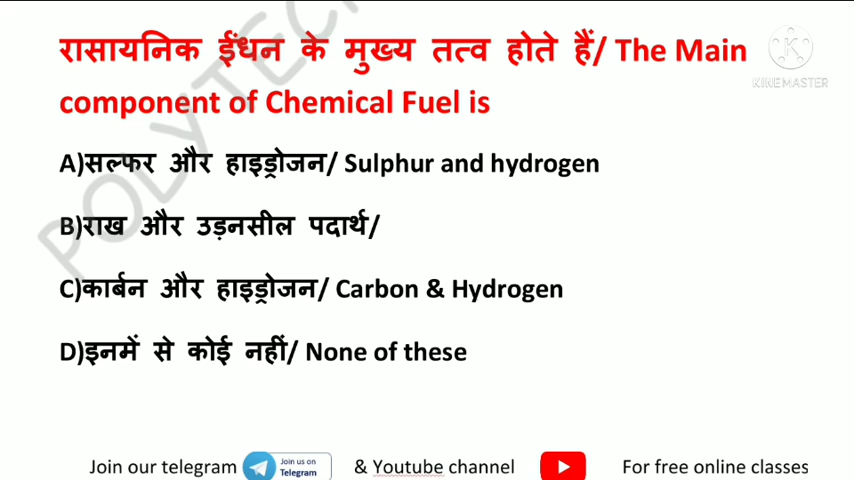 रासायनिक ईंधन के मुख्य तत्व होते हैं/ The Main
component of Chemical Fuel is
KINEMASTER
A)सल्फर और हाइड्रोजन/ Sulphur and hydrogen
B)राख और उड़नसील पदार्थ/
C)कार्बन और हाइड्रोजन/ Carbon & Hydrogen
D)इनमें से कोई नहीं/ None of these
POLYTEC
Join our telegram Join us on Telegram & Youtube channel For free online classes